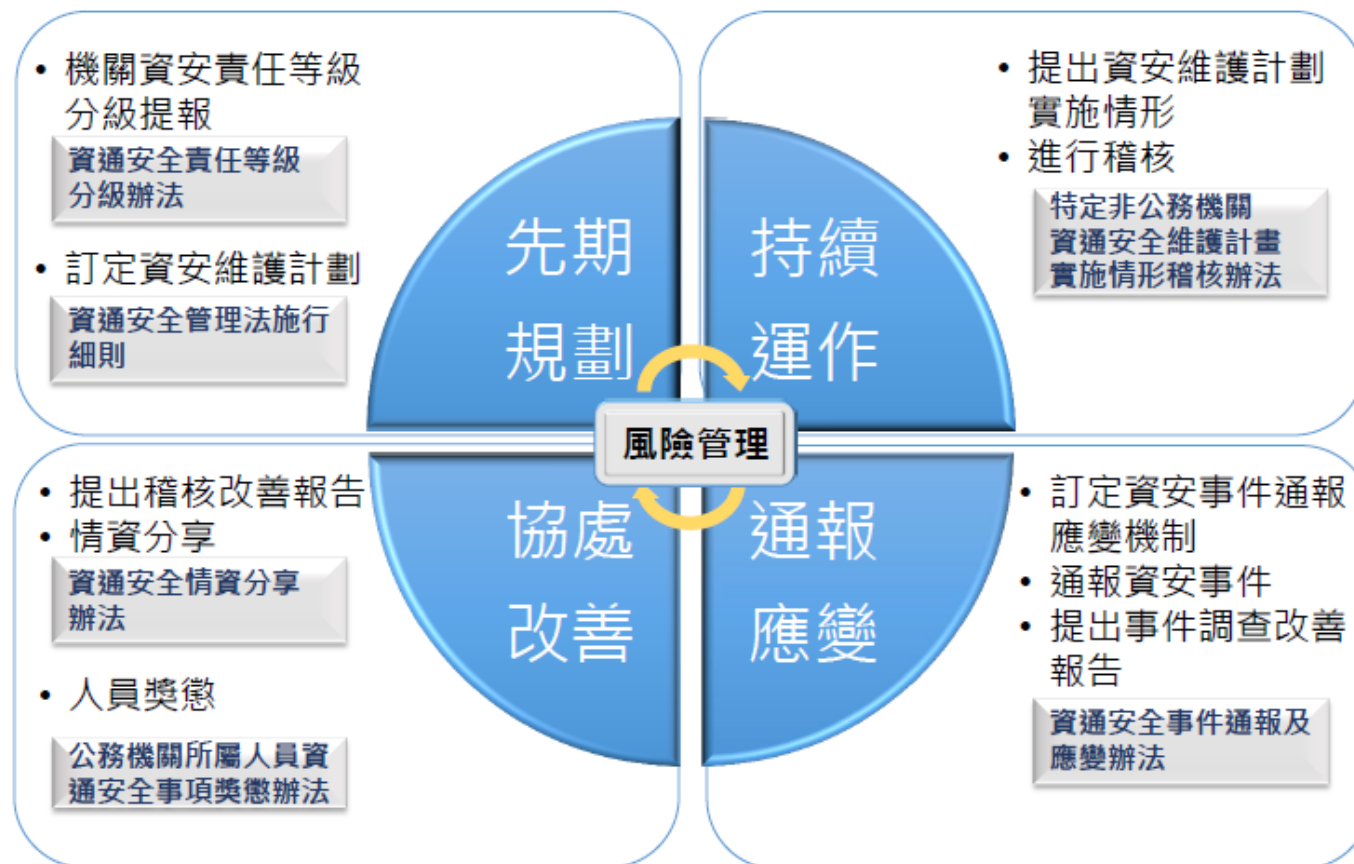 • 機關資安責任等級
分級提報
資通安全責任等級
分級辦法
• 訂定資安維護計劃
資通安全管理法施行
細則
先期
規劃
持續
運作
• 提出資安維護計劃
實施情形
• 進行稽核
特定非公務機關
資通安全維護計畫
實施情形稽核辦法
風險管理
• 提出稽核改善報告
• 情資分享
資通安全情資分享
辦法
• 人員獎懲
公務機關所屬人員資
通安全事項獎懲辦法
協處
改善
通報
應變
• 訂定資安事件通報
應變機制
• 通報資安事件
• 提出事件調查改善
報告
資通安全事件通報及
應變辦法